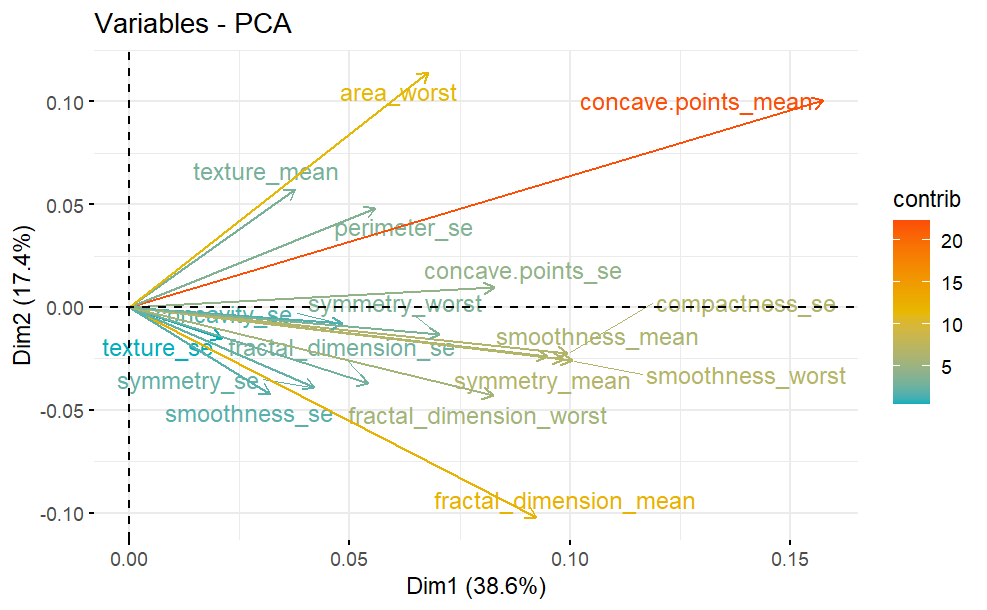 Variables - PCA
area_worst
concave.points_mean
0.10
texture_mean
contrib
0.05
perimeter_se
20
concave.points_se
15
symmetry_worst
compactness_se
0.00
concavity_se
10
smoothness_mean
texture_se
fractal_dimension_se
5
symmetry_se
symmetry_mean
smoothness_worst
-0.05
smoothness_se
fractal_dimension_worst
fractal_dimension_mean
-0.10
0.00
0.05
0.10
0.15
Dim1 (38.6%)
Dim2 (17.4%)